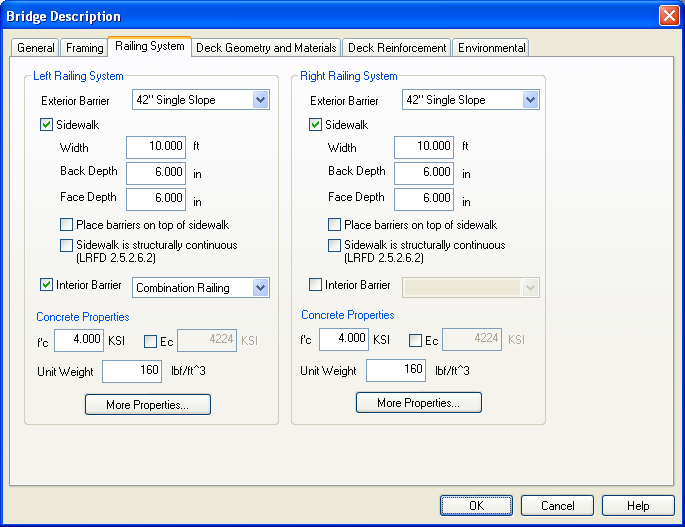 Bridge Description
General Framing Railing System Deck Geometry and Materials Deck Reinforcement Environmental
Left Railing System
Exterior Barrier 42" Single Slope
Sidewalk
Width 10.000 ft
Back Depth 6.000 in
Face Depth 6.000 in
Place barriers on top of sidewalk
Sidewalk is structurally continuous
(LRFD 2.5.2.6.2)
Interior Barrier Combination Railing
Concrete Properties
f'c 4.000 KSI Ec 4224 KSI
Unit Weight 160 lbf/ft^3
More Properties...
Right Railing System
Exterior Barrier 42" Single Slope
Sidewalk
Width 10.000 ft
Back Depth 6.000 in
Face Depth 6.000 in
Place barriers on top of sidewalk
Sidewalk is structurally continuous
(LRFD 2.5.2.6.2)
Interior Barrier
Concrete Properties
f'c 4.000 KSI Ec 4224 KSI
Unit Weight 160 lbf/ft^3
More Properties...
OK Cancel Help